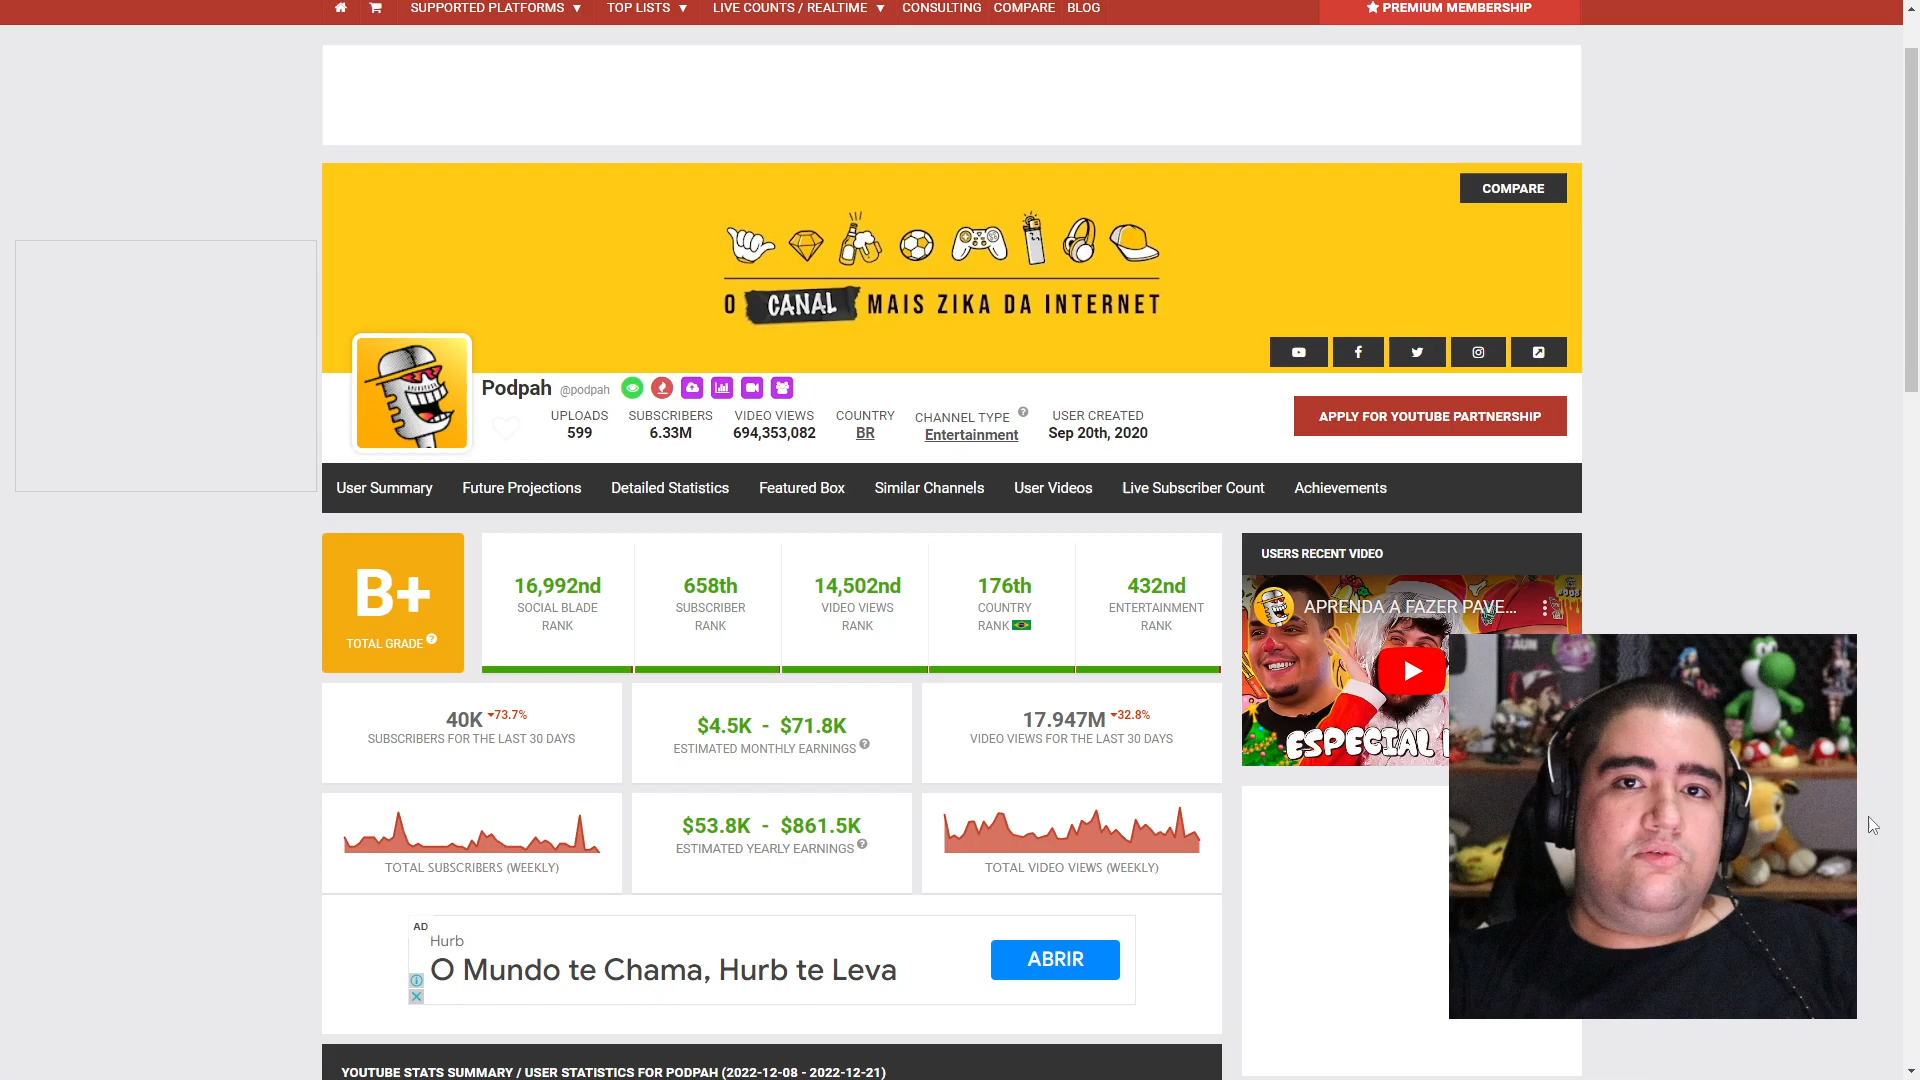 SUPPORTED PLATFORMS ▼ TOP LISTS ▼ LIVE COUNTS / REALTIME ▼ CONSULTING COMPARE BLOG
PREMIUM MEMBERSHIP
COMPARE
O CANAL MAIS ZIKA DA INTERNET
Podpah @podpah
UPLOADS SUBSCRIBERS VIDEO VIEWS COUNTRY CHANNEL TYPE USER CREATED
599 6.33M 694,353,082 BR Entertainment Sep 20th, 2020
APPLY FOR YOUTUBE PARTNERSHIP
User Summary Future Projections Detailed Statistics Featured Box Similar Channels User Videos Live Subscriber Count Achievements
B+
TOTAL GRADE
16,992nd
SOCIAL BLADE
RANK
658th
SUBSCRIBER
RANK
14,502nd
VIDEO VIEWS
RANK
176th
COUNTRY
RANK
432nd
ENTERTAINMENT
RANK
USERS RECENT VIDEO
APRENDA A FAZER PAVE...
ESPECIAL
40K 73.7%
SUBSCRIBERS FOR THE LAST 30 DAYS
$4.5K - $71.8K
ESTIMATED MONTHLY EARNINGS
17.947M 32.8%
VIDEO VIEWS FOR THE LAST 30 DAYS
TOTAL SUBSCRIBERS (WEEKLY)
$53.8K - $861.5K
ESTIMATED YEARLY EARNINGS
TOTAL VIDEO VIEWS (WEEKLY)
AD
Hurb
O Mundo te Chama, Hurb te Leva
ABRIR
YOUTUBE STATS SUMMARY / USER STATISTICS FOR PODPAH (2022-12-08 - 2022-12-21)